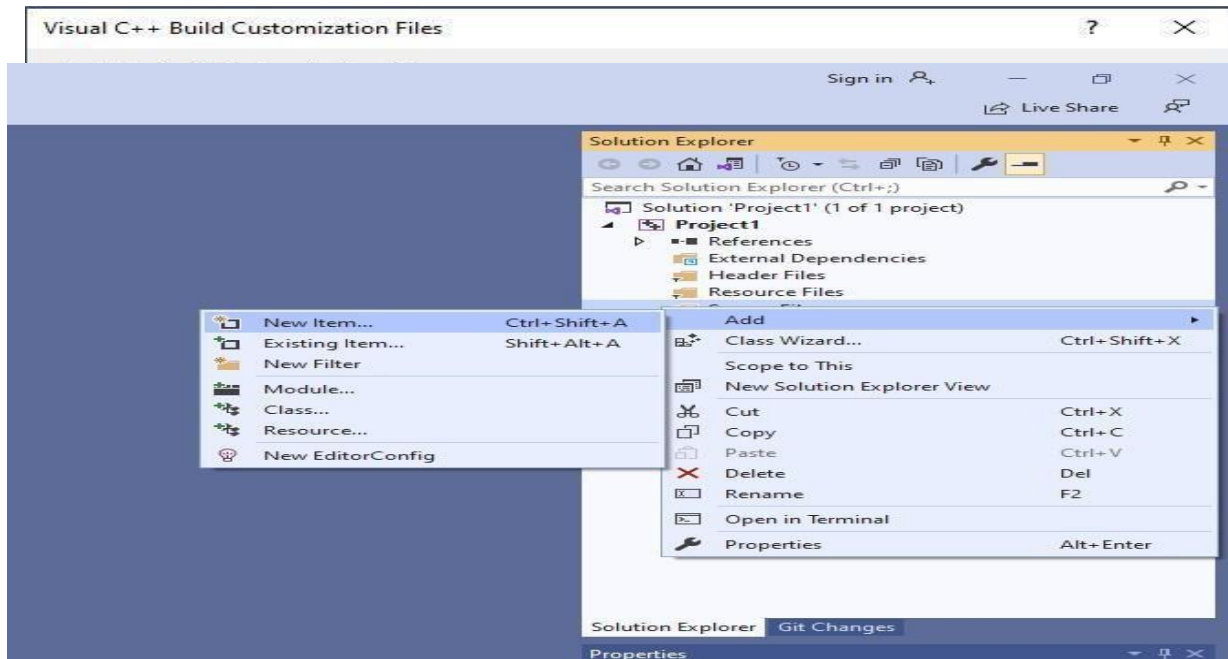 Visual C++ Build Customization Files
Sign in
Live Share
Solution Explorer
Search Solution Explorer (Ctrl+;)
Solution 'Project1' (1 of 1 project)
Project1
References
External Dependencies
Header Files
Resource Files
New Item... Ctrl+Shift+A
Existing Item... Shift+Alt+A
New Filter
Module...
Class...
Resource...
New EditorConfig
Add
Class Wizard... Ctrl+Shift+X
Scope to This
New Solution Explorer View
Cut Ctrl+X
Copy Ctrl+C
Paste Ctrl+V
Delete Del
Rename F2
Open in Terminal
Properties Alt+Enter
Solution Explorer Git Changes
Properties